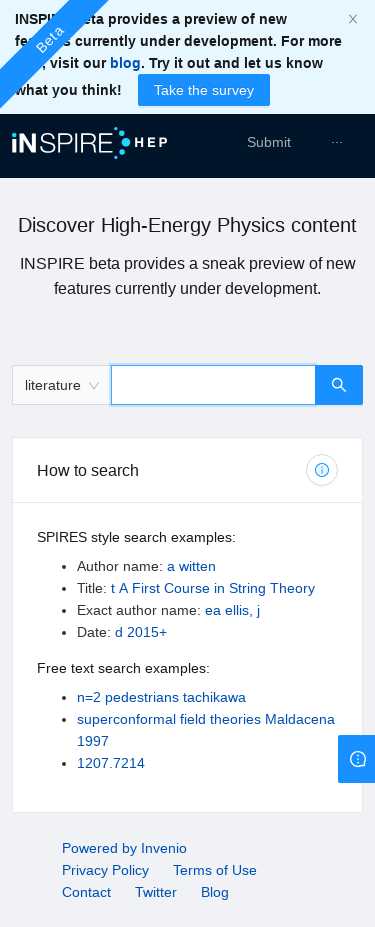 INSPIRE beta provides a preview of new
features currently under development. For more
, visit our blog. Try it out and let us know
what you think! Take the survey
Beta
iNSPIRE HEP
Submit ···
Discover High-Energy Physics content
INSPIRE beta provides a sneak preview of new
features currently under development.
literature
How to search
SPIRES style search examples:
• Author name: a witten
• Title: t A First Course in String Theory
• Exact author name: ea ellis, j
• Date: d 2015+
Free text search examples:
• n=2 pedestrians tachikawa
• superconformal field theories Maldacena
1997
• 1207.7214
Powered by Invenio
Privacy Policy Terms of Use
Contact Twitter Blog